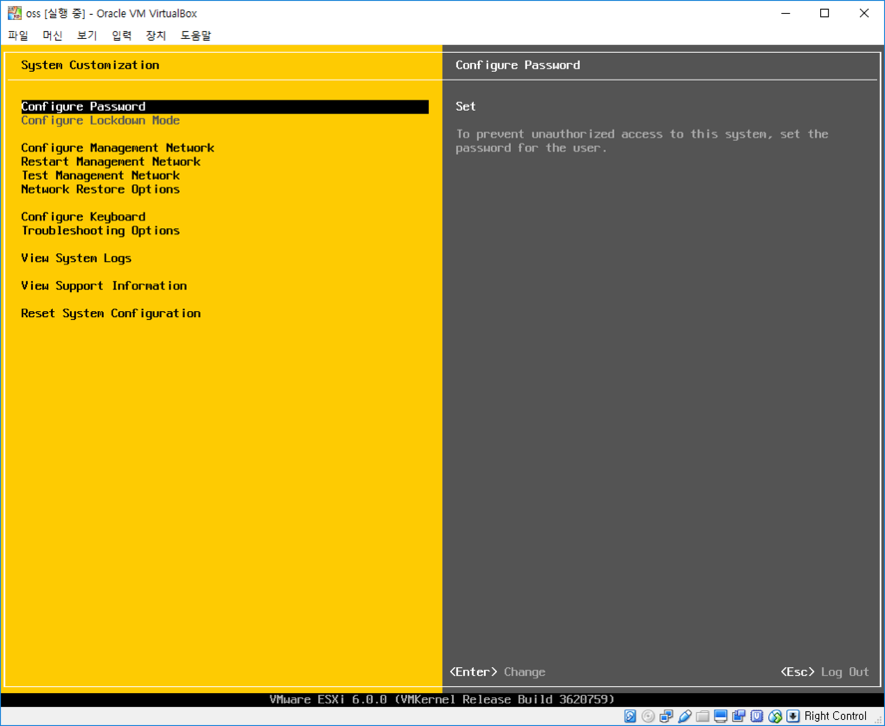 oss [실행 중] - Oracle VM VirtualBox
파일 머신 보기 입력 장치 도움말
System Customization
Configure Password
Configure Lockdown Mode
Configure Management Network
Restart Management Network
Test Management Network
Network Restore Options
Configure Keyboard
Troubleshooting Options
View System Logs
View Support Information
Reset System Configuration
Configure Password
Set
To prevent unauthorized access to this system, set the
password for the user.
<Enter> Change <Esc> Log Out
VMware ESXi 6.0.0 (VMKernel Release Build 3620759)
Right Control